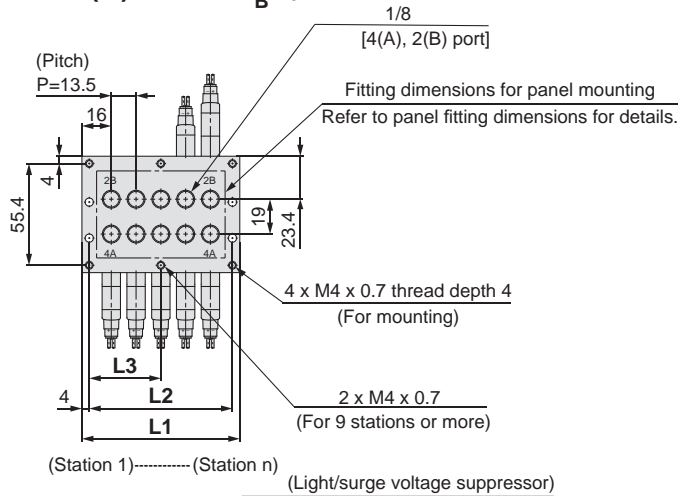 B
1/8
[4(A), 2(B) port]
(Pitch)
P=13.5
16
Fitting dimensions for panel mounting
Refer to panel fitting dimensions for details.
4
55.4
2B
2B
19
23.4
4A
4A
4 x M4 x 0.7 thread depth 4
(For mounting)
L3
4
L2
L1
2 x M4 x 0.7
(For 9 stations or more)
(Station 1)------------(Station n)
(Light/surge voltage suppressor)